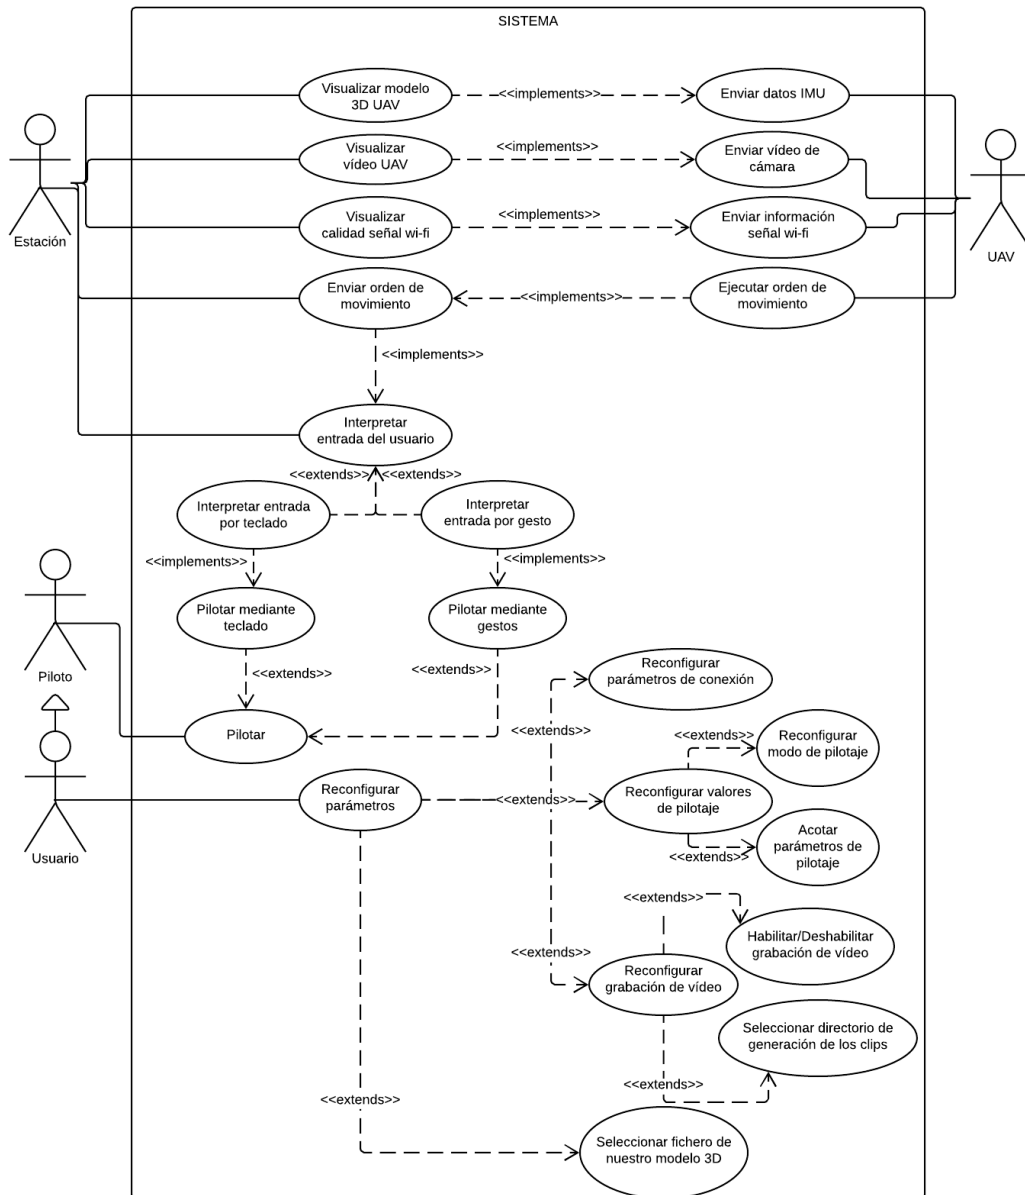 SISTEMA
Visualizar modelo
3D UAV
<<implements>>
Enviar datos IMU
Visualizar
vídeo UAV
<<implements>>
Enviar vídeo de
cámara
Estación
Visualizar
calidad señal wi-fi
<<implements>>
Enviar información
señal wi-fi
UAV
Enviar orden de
movimiento
<<implements>>
Ejecutar orden de
movimiento
<<implements>>
Interpretar
entrada del usuario
<<extends>>
<<extends>>
Interpretar entrada
por teclado
Interpretar
entrada por gesto
<<implements>>
<<implements>>
Pilotar mediante
teclado
Pilotar mediante
gestos
Piloto
<<extends>>
<<extends>>
Reconfigurar
parámetros de conexión
Pilotar
<<extends>>
<<extends>>
Reconfigurar
modo de pilotaje
Usuario
Reconfigurar
parámetros
<<extends>>
Reconfigurar valores
de pilotaje
<<extends>>
Acotar
parámetros de
pilotaje
<<extends>>
Habilitar/Deshabilitar
grabación de vídeo
<<extends>>
Reconfigurar
grabación de vídeo
Seleccionar directorio de
generación de los clips
<<extends>>
<<extends>>
Seleccionar fichero de
nuestro modelo 3D